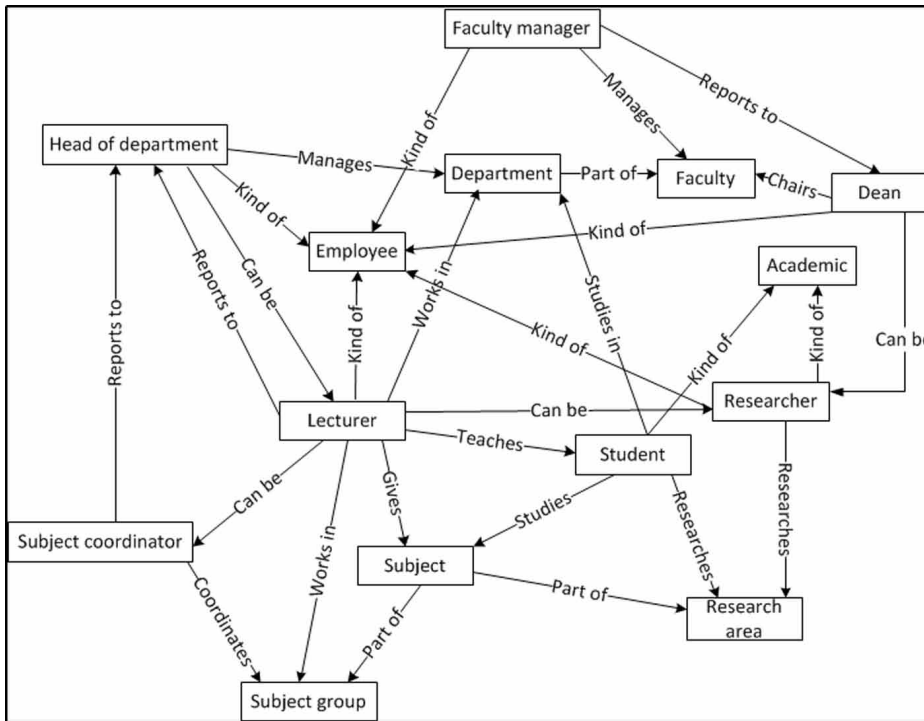 Faculty manager
Reports to
Manages
Kind of
Head of department
Manages
Department
Part of
Faculty
Chairs
Dean
Kind of
Employee
Kind of
Academic
Can be
Reports to
Works in
Studies in
Reports to
Kind of
Kind of
Kind of
Kind of
Can be
Researcher
Lecturer
Can be
Teaches
Student
Can be
Gives
Studies
Researches
Researches
Subject coordinator
Works in
Subject
Part of
Research
area
Coordinates
Part of
Subject group